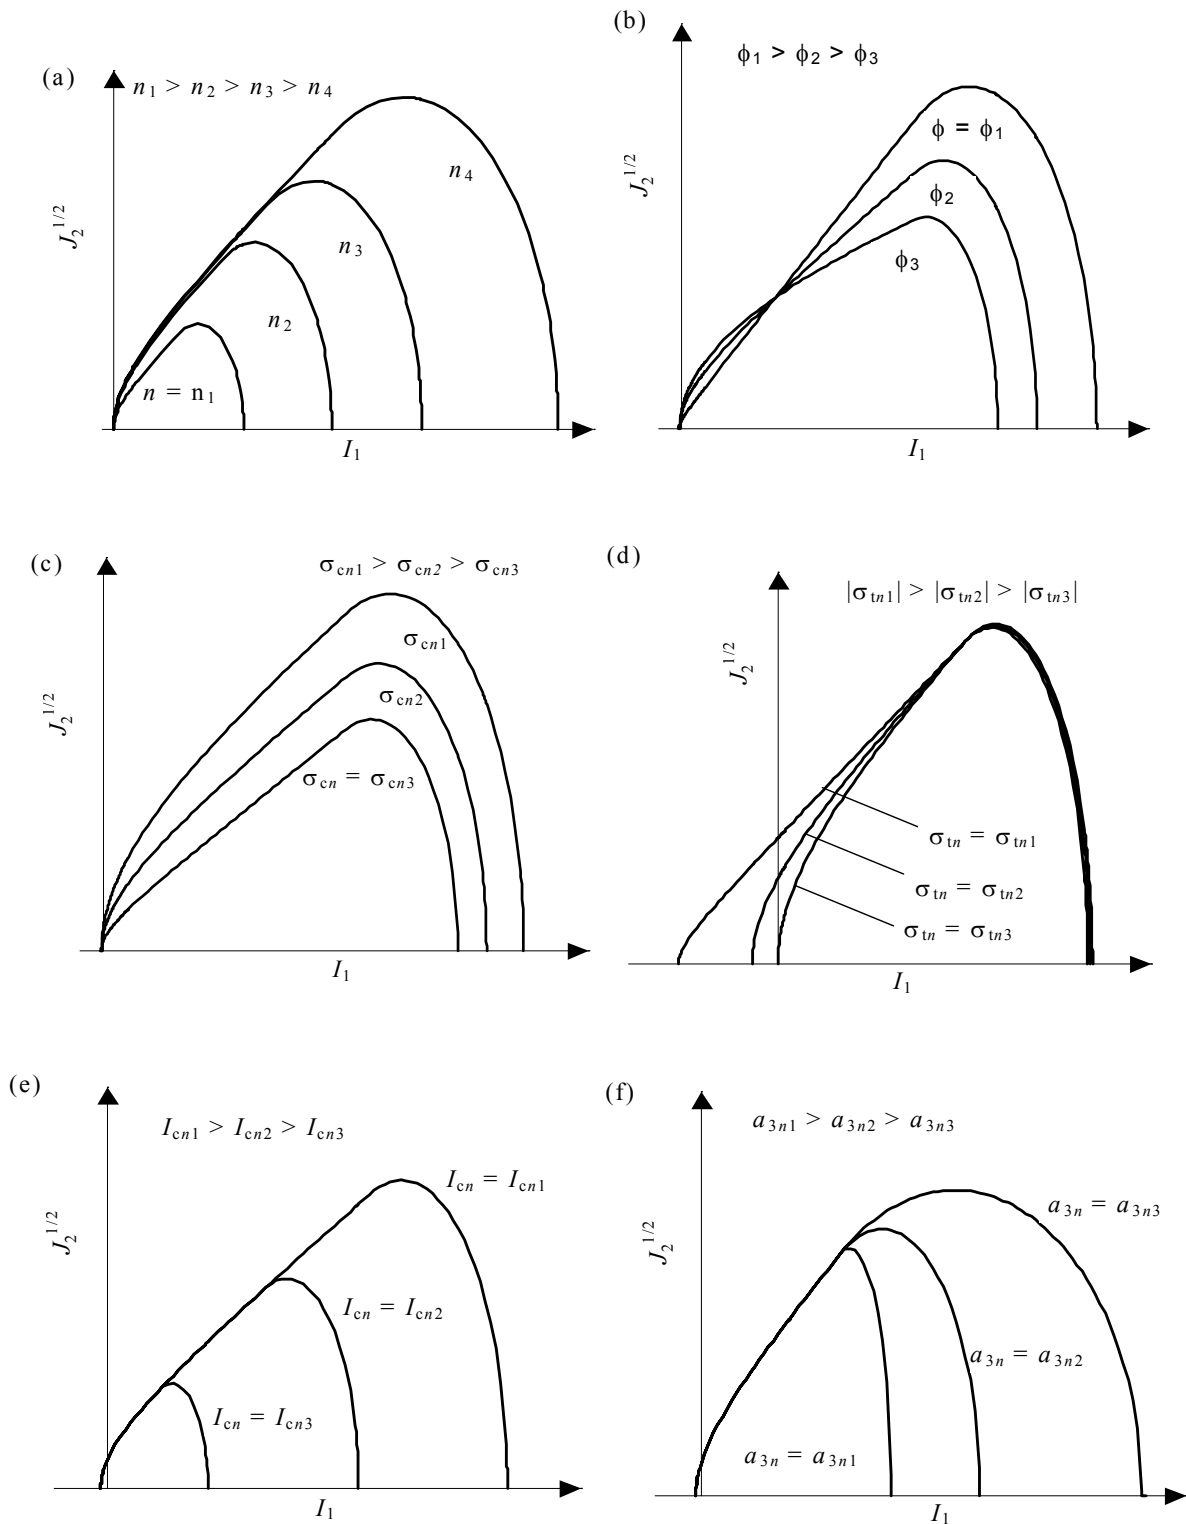 (a)
n₁ > n₂ > n₃ > n₄
J₂^1/2
n₄
n₃
n₂
n = n₁
I₁
(b)
ϕ₁ > ϕ₂ > ϕ₃
J₂^1/2
ϕ = ϕ₁
ϕ₂
ϕ₃
I₁
(c)
σcn1 > σcn2 > σcn3
J₂^1/2
σcn1
σcn2
σcn = σcn3
I₁
(d)
|σtn1| > |σtn2| > |σtn3|
J₂^1/2
σtn = σtn1
σtn = σtn2
σtn = σtn3
I₁
(e)
Icn1 > Icn2 > Icn3
J₂^1/2
Icn = Icn1
Icn = Icn2
Icn = Icn3
I₁
(f)
a3n1 > a3n2 > a3n3
J₂^1/2
a3n = a3n3
a3n = a3n2
a3n = a3n1
I₁